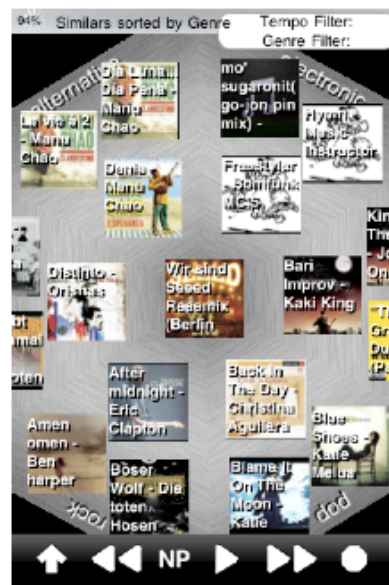 94%
Similars sorted by Genre
Tempo Filter:
Genre Filter:
alternative
electronic
Dia Luna...
Dia Pena -
Manu
Chao
mo'
sugaronit(
go-jon pin
mix) -
La vie à 2
- Manu
Chao
Hymn -
Music
Instructor
Denia -
Manu
Chao
Freestyler
- Bomfunk
MC'S
Distinto -
Orishas
Wir sind
Seeed
Reeemix
(Berlin
Bari
Improv -
Kaki King
After
midnight -
Eric
Clapton
Back In
The Day -
Christina
Aguilera
Amen
omen -
Ben
harper
Blue
Shoes -
Katie
Melua
Böser
Wolf - Die
toten
Hosen
Blame It
On The
Moon -
Katie
rock
pop
NP